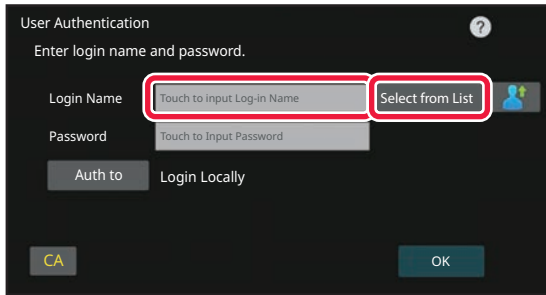 User Authentication
?
Enter login name and password.
Login Name
Touch to input Log-in Name
Select from List
Password
Touch to Input Password
Auth to
Login Locally
CA
OK